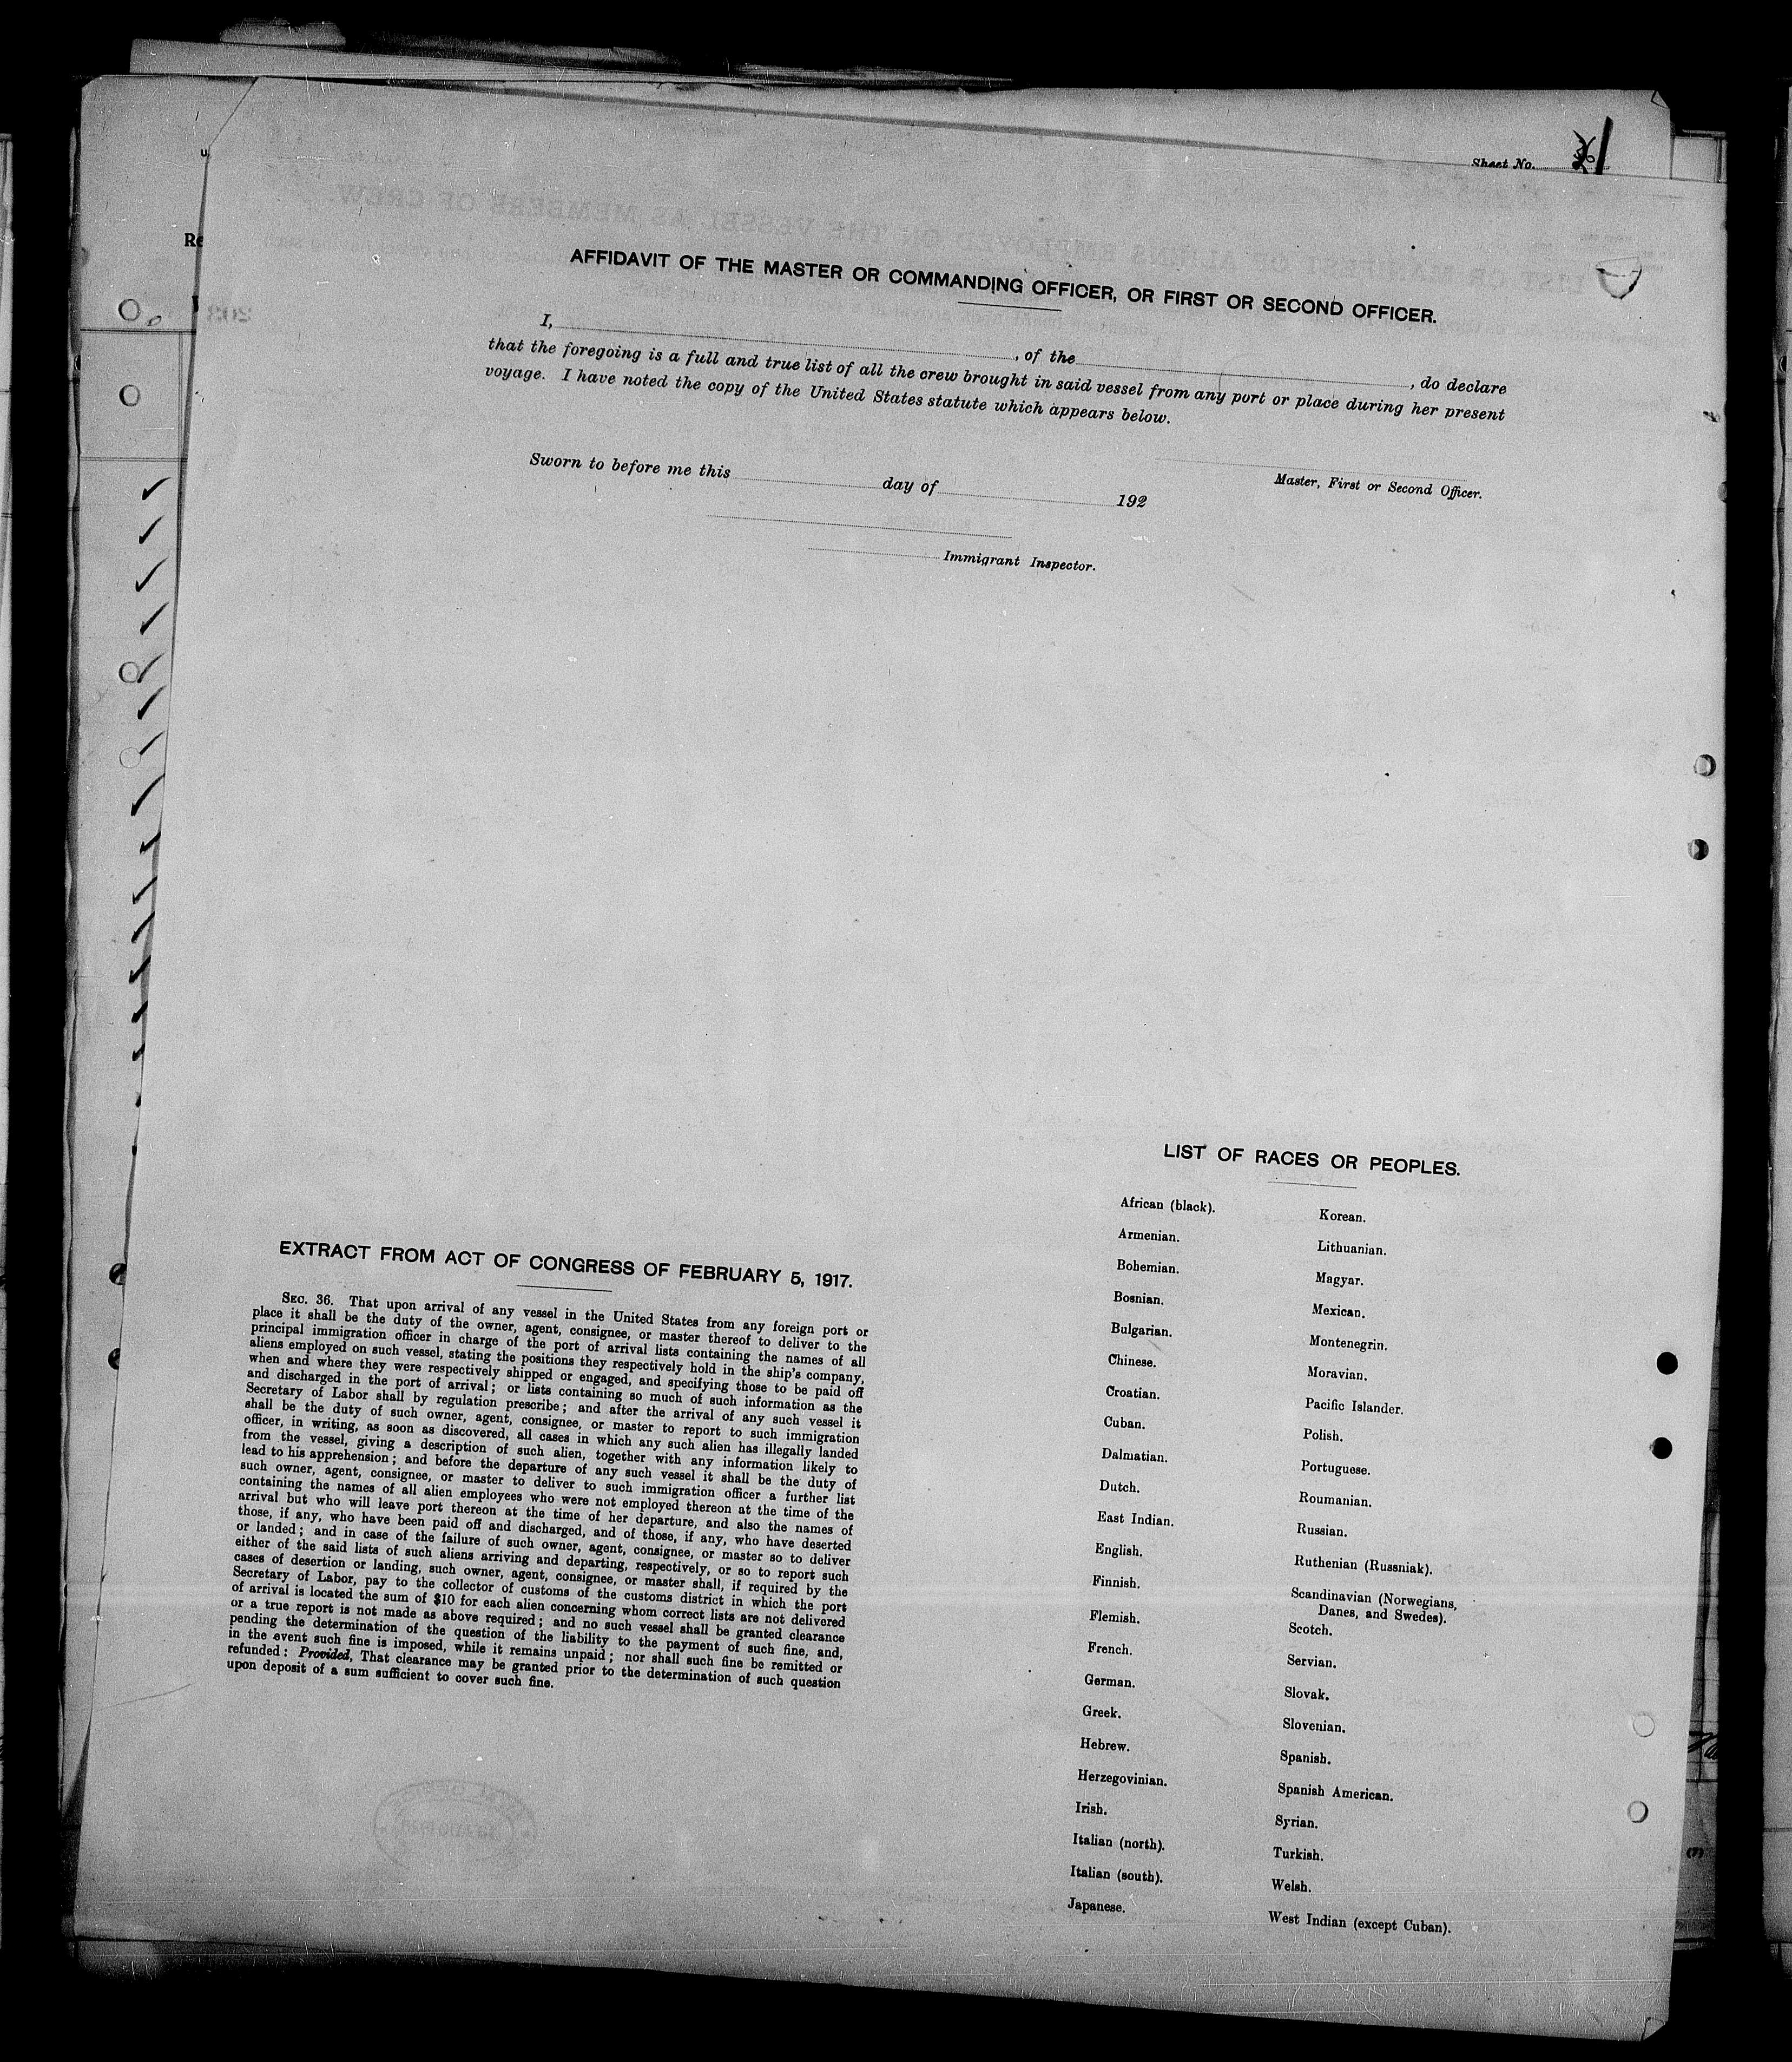 Sheet No.
Re
AFFIDAVIT OF THE MASTER OR COMMANDING OFFICER, OR FIRST OR SECOND OFFICER.
I, , of the , do declare
that the foregoing is a full and true list of all the crew brought in said vessel from any port or place during her present
voyage. I have noted the copy of the United States statute which appears below.
Master, First or Second Officer.
Sworn to before me this day of 192
Immigrant Inspector.
EXTRACT FROM ACT OF CONGRESS OF FEBRUARY 5, 1917.
SEC. 36. That upon arrival of any vessel in the United States from any foreign port or
place it shall be the duty of the owner, agent, consignee, or master thereof to deliver to the
principal immigration officer in charge of the port of arrival lists containing the names of all
aliens employed on such vessel, stating the positions they respectively hold in the ship's company,
when and where they were respectively shipped or engaged, and specifying those to be paid off
and discharged in the port of arrival; or lists containing so much of such information as the
Secretary of Labor shall by regulation prescribe; and after the arrival of any such vessel it
shall be the duty of such owner, agent, consignee, or master to report to such immigration
officer, in writing, as soon as discovered, all cases in which any such alien has illegally landed
from the vessel, giving a description of such alien, together with any information likely to
lead to his apprehension; and before the departure of any such vessel it shall be the duty of
such owner, agent, consignee, or master to deliver to such immigration officer a further list
containing the names of all alien employees who were not employed thereon at the time of the
arrival but who will leave port thereon at the time of her departure, and also the names of
those, if any, who have been paid off and discharged, and of those, if any, who have deserted
or landed; and in case of the failure of such owner, agent, consignee, or master so to deliver
either of the said lists of such aliens arriving and departing, respectively, or so to report such
cases of desertion or landing, such owner, agent, consignee, or master shall, if required by the
Secretary of Labor, pay to the collector of customs of the customs district in which the port
of arrival is located the sum of $10 for each alien concerning whom correct lists are not delivered
or a true report is not made as above required; and no such vessel shall be granted clearance
pending the determination of the question of the liability to the payment of such fine, and,
in the event such fine is imposed, while it remains unpaid; nor shall such fine be remitted or
refunded: Provided, That clearance may be granted prior to the determination of such question
upon deposit of a sum sufficient to cover such fine.
LIST OF RACES OR PEOPLES.
African (black).
Armenian.
Bohemian.
Bosnian.
Bulgarian.
Chinese.
Croatian.
Cuban.
Dalmatian.
Dutch.
East Indian.
English.
Finnish.
Flemish.
French.
German.
Greek.
Hebrew.
Herzegovinian.
Irish.
Italian (north).
Italian (south).
Japanese.
Korean.
Lithuanian.
Magyar.
Mexican.
Montenegrin.
Moravian.
Pacific Islander.
Polish.
Portuguese.
Roumanian.
Russian.
Ruthenian (Russniak).
Scandinavian (Norwegians,
Danes, and Swedes).
Scotch.
Servian.
Slovak.
Slovenian.
Spanish.
Spanish American.
Syrian.
Turkish.
Welsh.
West Indian (except Cuban).